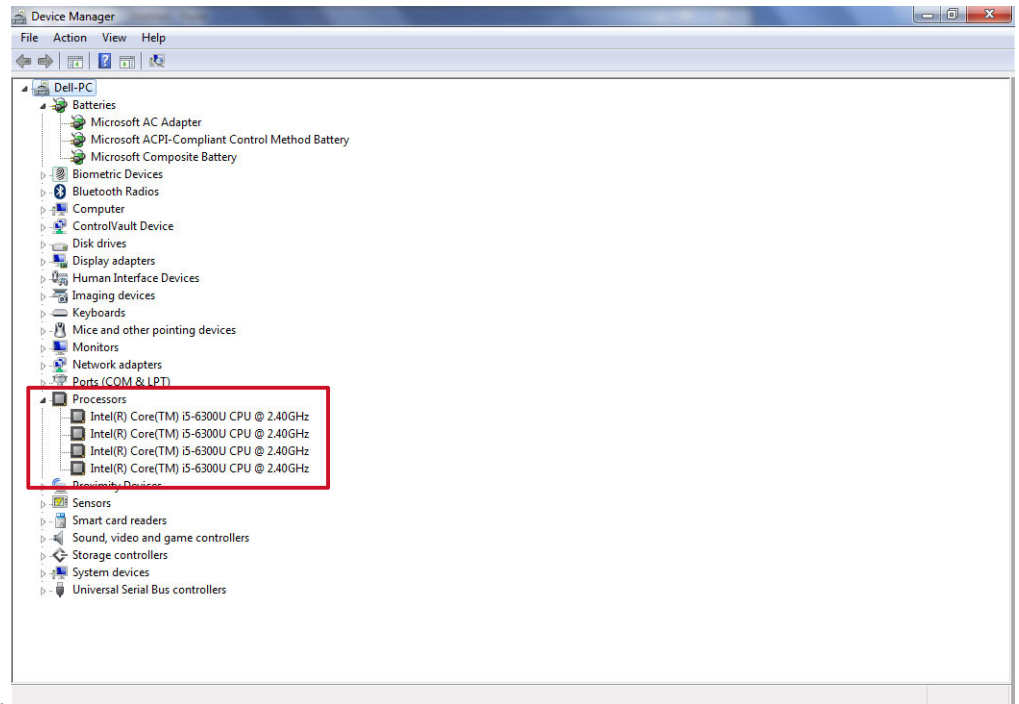 Device Manager
File Action View Help
Dell-PC
Batteries
Microsoft AC Adapter
Microsoft ACPI-Compliant Control Method Battery
Microsoft Composite Battery
Biometric Devices
Bluetooth Radios
Computer
ControlVault Device
Disk drives
Display adapters
Human Interface Devices
Imaging devices
Keyboards
Mice and other pointing devices
Monitors
Network adapters
Ports (COM & LPT)
Processors
Intel(R) Core(TM) i5-6300U CPU @ 2.40GHz
Intel(R) Core(TM) i5-6300U CPU @ 2.40GHz
Intel(R) Core(TM) i5-6300U CPU @ 2.40GHz
Intel(R) Core(TM) i5-6300U CPU @ 2.40GHz
Proximity Devices
Sensors
Smart card readers
Sound, video and game controllers
Storage controllers
System devices
Universal Serial Bus controllers